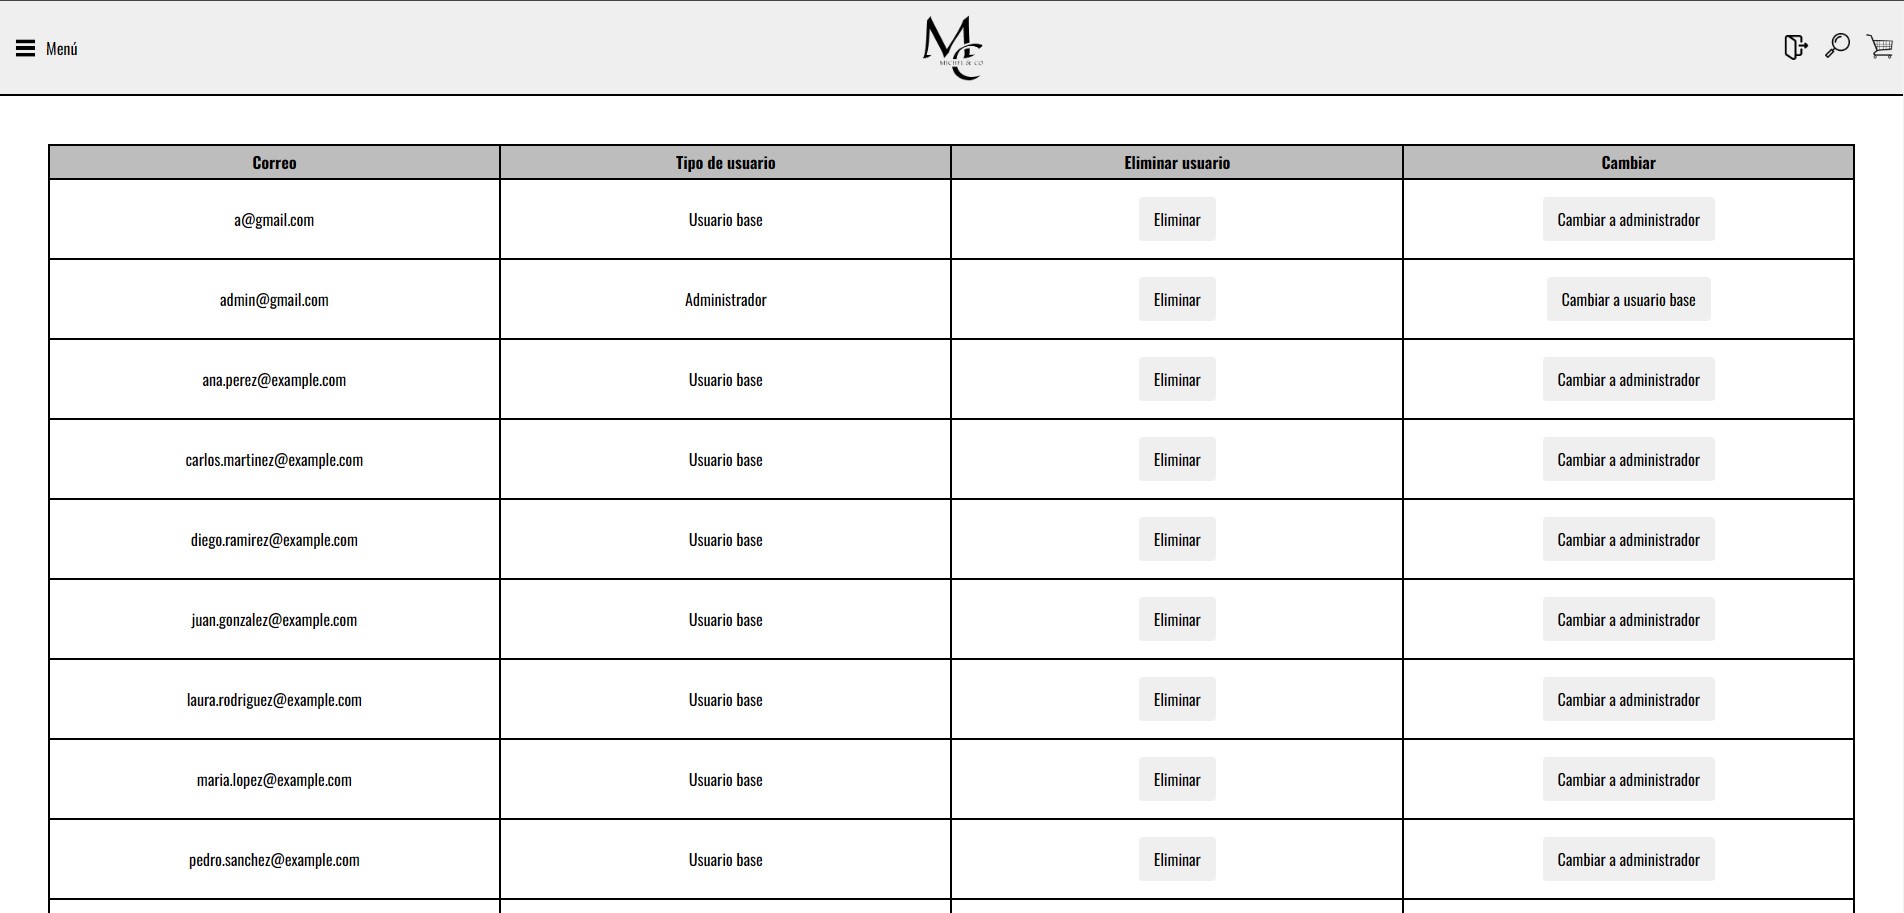 Menú
MC
MICHEL & CO
Correo Tipo de usuario Eliminar usuario Cambiar
a@gmail.com Usuario base Eliminar Cambiar a administrador
admin@gmail.com Administrador Eliminar Cambiar a usuario base
ana.perez@example.com Usuario base Eliminar Cambiar a administrador
carlos.martinez@example.com Usuario base Eliminar Cambiar a administrador
diego.ramirez@example.com Usuario base Eliminar Cambiar a administrador
juan.gonzalez@example.com Usuario base Eliminar Cambiar a administrador
laura.rodriguez@example.com Usuario base Eliminar Cambiar a administrador
maria.lopez@example.com Usuario base Eliminar Cambiar a administrador
pedro.sanchez@example.com Usuario base Eliminar Cambiar a administrador